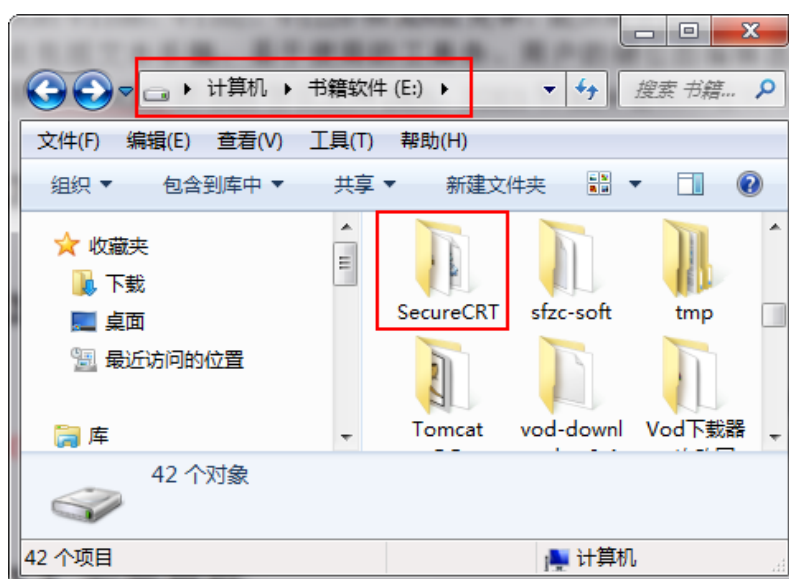 计算机 书籍软件 (E:)
搜索 书籍...
文件(F) 编辑(E) 查看(V) 工具(T) 帮助(H)
组织 包含到库中 共享 新建文件夹
收藏夹
下载
桌面
最近访问的位置
库
SecureCRT sfzc-soft tmp
Tomcat vod-downl Vod下载器
42 个对象
42 个项目
计算机